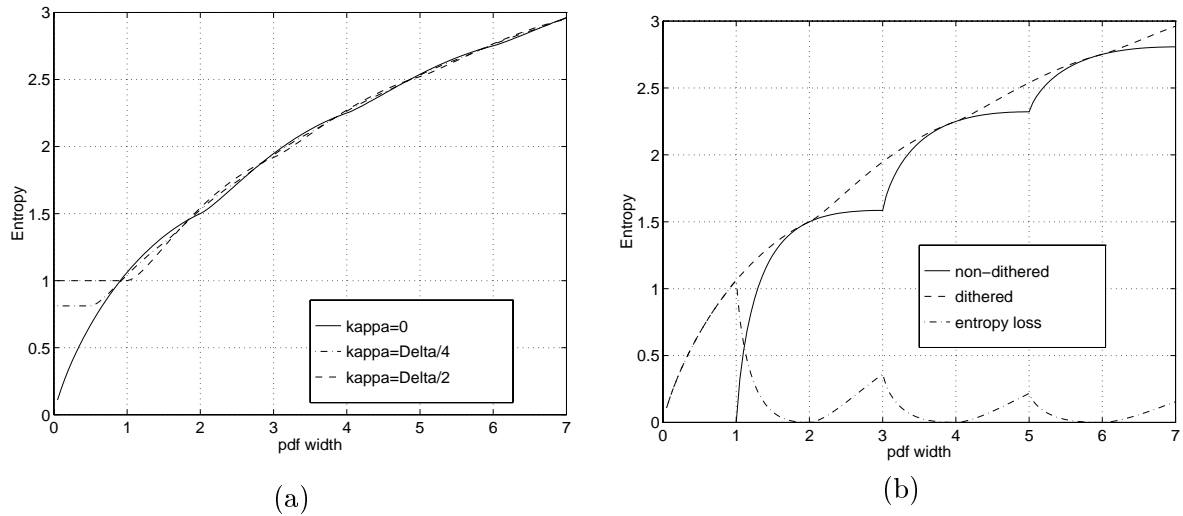 3
2.5
2
1.5
1
0.5
0
Entropy
0 1 2 3 4 5 6 7
pdf width
kappa=0
kappa=Delta/4
kappa=Delta/2
(a)
3
2.5
2
1.5
1
0.5
0
Entropy
0 1 2 3 4 5 6 7
pdf width
non−dithered
dithered
entropy loss
(b)